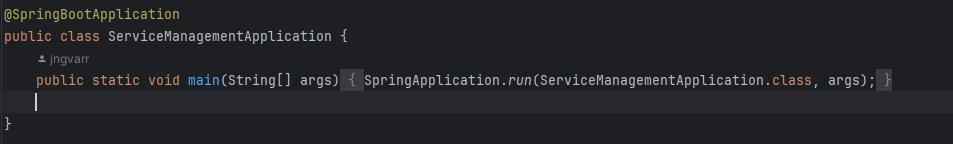 @SpringBootApplication
public class ServiceManagementApplication {
jngvarr
public static void main(String[] args) { SpringApplication.run(ServiceManagementApplication.class, args); }
}